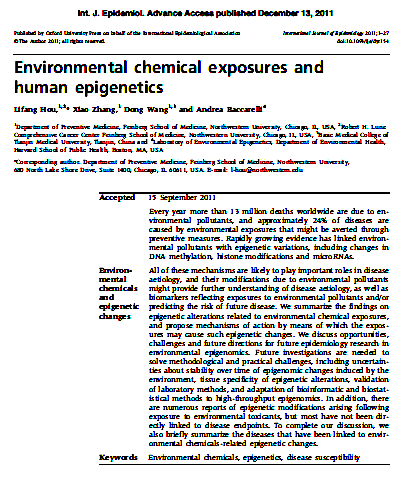 Int. J. Epidemiol. Advance Access published December 13, 2011
Published by Oxford University Press on behalf of the International Epidemiological Association
International Journal of Epidemiology 2011;1–27
© The Author 2011; all rights reserved.
doi:10.1093/ije/dyr154
Environmental chemical exposures and
human epigenetics
Lifang Hou,1,2* Xiao Zhang,1 Dong Wang1,3 and Andrea Baccarelli4
1Department of Preventive Medicine, Feinberg School of Medicine, Northwestern University, Chicago, IL, USA, 2Robert H. Lurie
Comprehensive Cancer Center Feinberg School of Medicine, Northwestern University, Chicago, IL, USA, 3Basic Medical College of
Tianjin Medical University, Tianjin, China and 4Laboratory of Environmental Epigenetics, Department of Environmental Health,
Harvard School of Public Health, Boston, MA, USA
*Corresponding author. Department of Preventive Medicine, Feinberg School of Medicine, Northwestern University,
680 North Lake Shore Drive, Suite 1400, Chicago, IL 60611, USA. E-mail: l-hou@northwestern.edu
Accepted 15 September 2011
Every year more than 13 million deaths worldwide are due to en-
vironmental pollutants, and approximately 24% of diseases are
caused by environmental exposures that might be averted through
preventive measures. Rapidly growing evidence has linked environ-
mental pollutants with epigenetic variations, including changes in
DNA methylation, histone modifications and microRNAs.
Environ-
mental
chemicals
and
epigenetic
changes
All of these mechanisms are likely to play important roles in disease
aetiology, and their modifications due to environmental pollutants
might provide further understanding of disease aetiology, as well as
biomarkers reflecting exposures to environmental pollutants and/or
predicting the risk of future disease. We summarize the findings on
epigenetic alterations related to environmental chemical exposures,
and propose mechanisms of action by means of which the expos-
ures may cause such epigenetic changes. We discuss opportunities,
challenges and future directions for future epidemiology research in
environmental epigenomics. Future investigations are needed to
solve methodological and practical challenges, including uncertain-
ties about stability over time of epigenomic changes induced by the
environment, tissue specificity of epigenetic alterations, validation
of laboratory methods, and adaptation of bioinformatic and biostat-
istical methods to high-throughput epigenomics. In addition, there
are numerous reports of epigenetic modifications arising following
exposure to environmental toxicants, but most have not been di-
rectly linked to disease endpoints. To complete our discussion, we
also briefly summarize the diseases that have been linked to envir-
onmental chemicals-related epigenetic changes.
Keywords Environmental chemicals, epigenetics, disease susceptibility